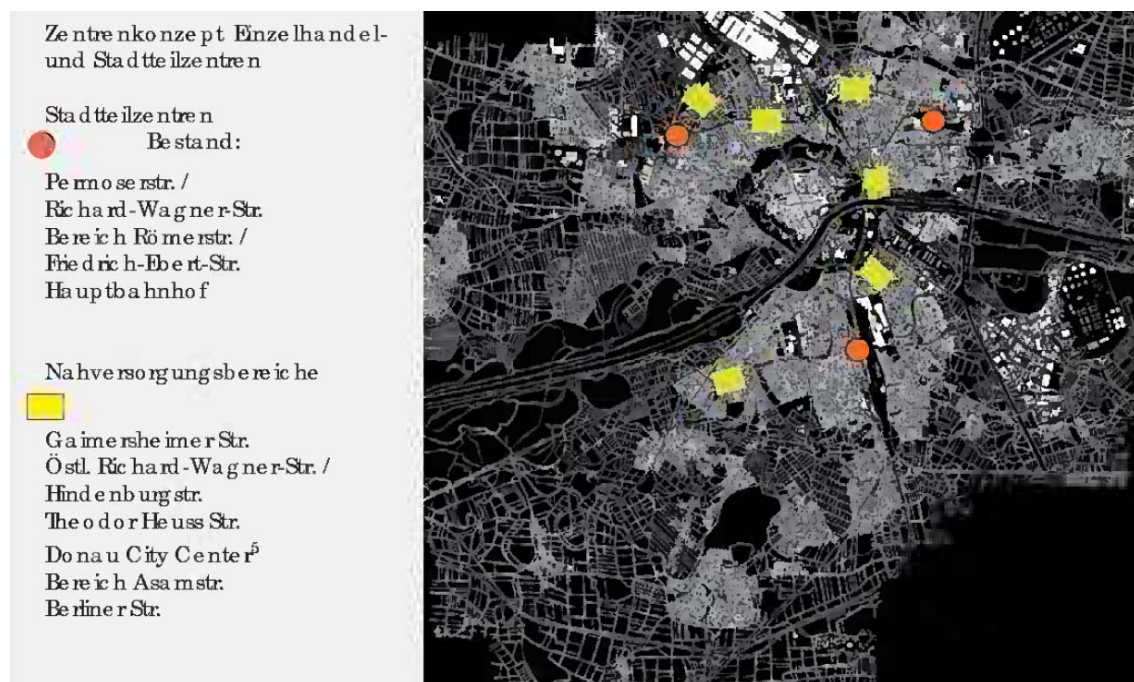 Zentrenkonzept Einzelhandel-
und Stadtteilzentren
Stadtteilzentren
Bestand:
Permoserstr. /
Richard-Wagner-Str.
Bereich Römerstr. /
Friedrich-Ebert-Str.
Hauptbahnhof
Nahversorgungsbereiche
Gaimersheimer Str.
Östl. Richard-Wagner-Str. /
Hindenburgstr.
Theodor Heuss Str.
Donau City Center⁵
Bereich Asamstr.
Berliner Str.